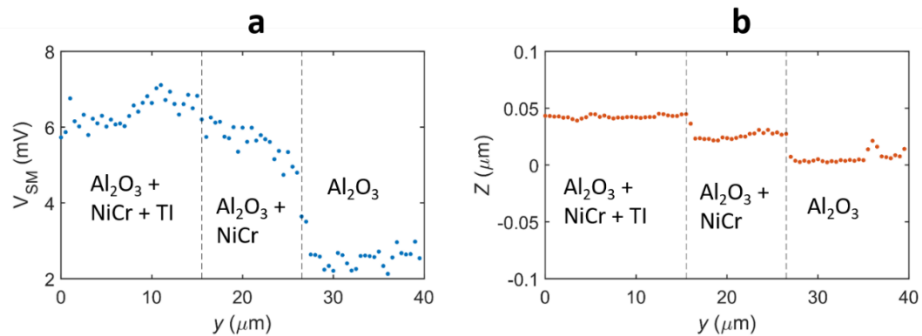 a
8
6
4
2
V_SM (mV)
Al₂O₃ +
NiCr + TI
Al₂O₃ +
NiCr
Al₂O₃
0 10 20 30 40
y (μm)
b
0.1
0.05
0
-0.05
-0.1
Z (μm)
Al₂O₃ +
NiCr + TI
Al₂O₃ +
NiCr
Al₂O₃
0 10 20 30 40
y (μm)